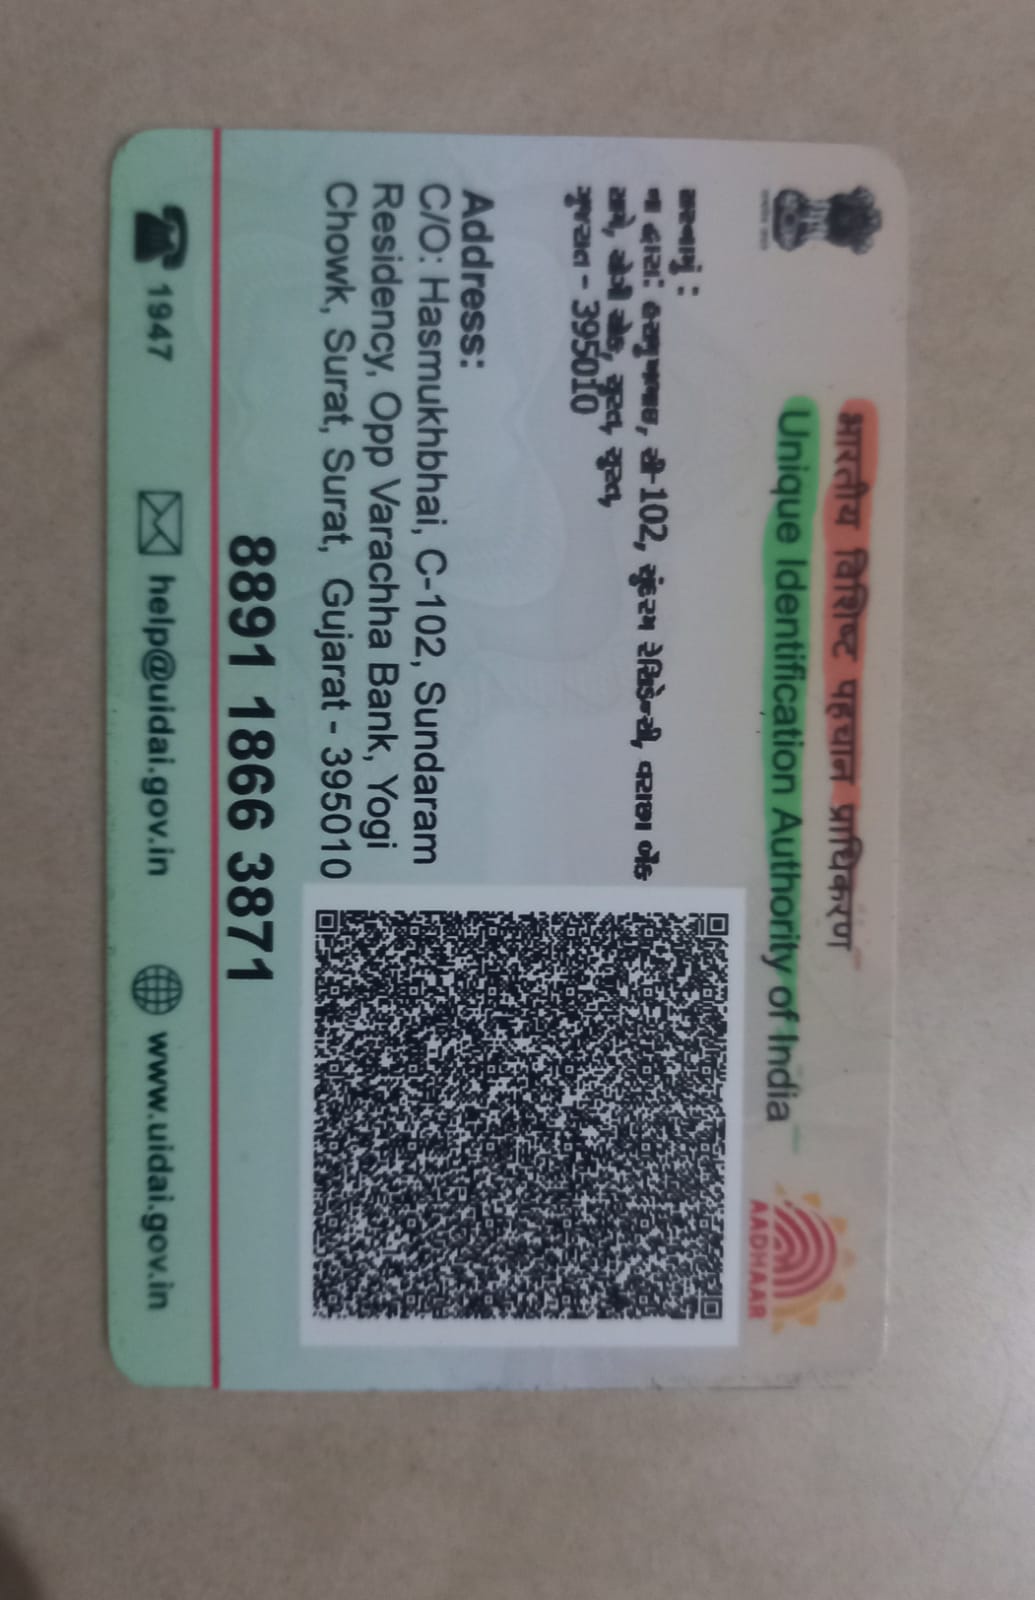 भारतीय विशिष्ट पहचान प्राधिकरण
Unique Identification Authority of India
AADHAAR
સરનામું :
ના દ્વારા: હસમુખભાઇ, સી-102, સુંદરમ રેસિડેન્સી, વરાછા બેંક
સામે, યોગી ચોક, સુરત, સુરત,
ગુજરાત - 395010
Address:
C/O: Hasmukhbhai, C-102, Sundaram
Residency, Opp Varachha Bank, Yogi
Chowk, Surat, Surat, Gujarat - 395010
8891 1866 3871
1947
help@uidai.gov.in
www.uidai.gov.in